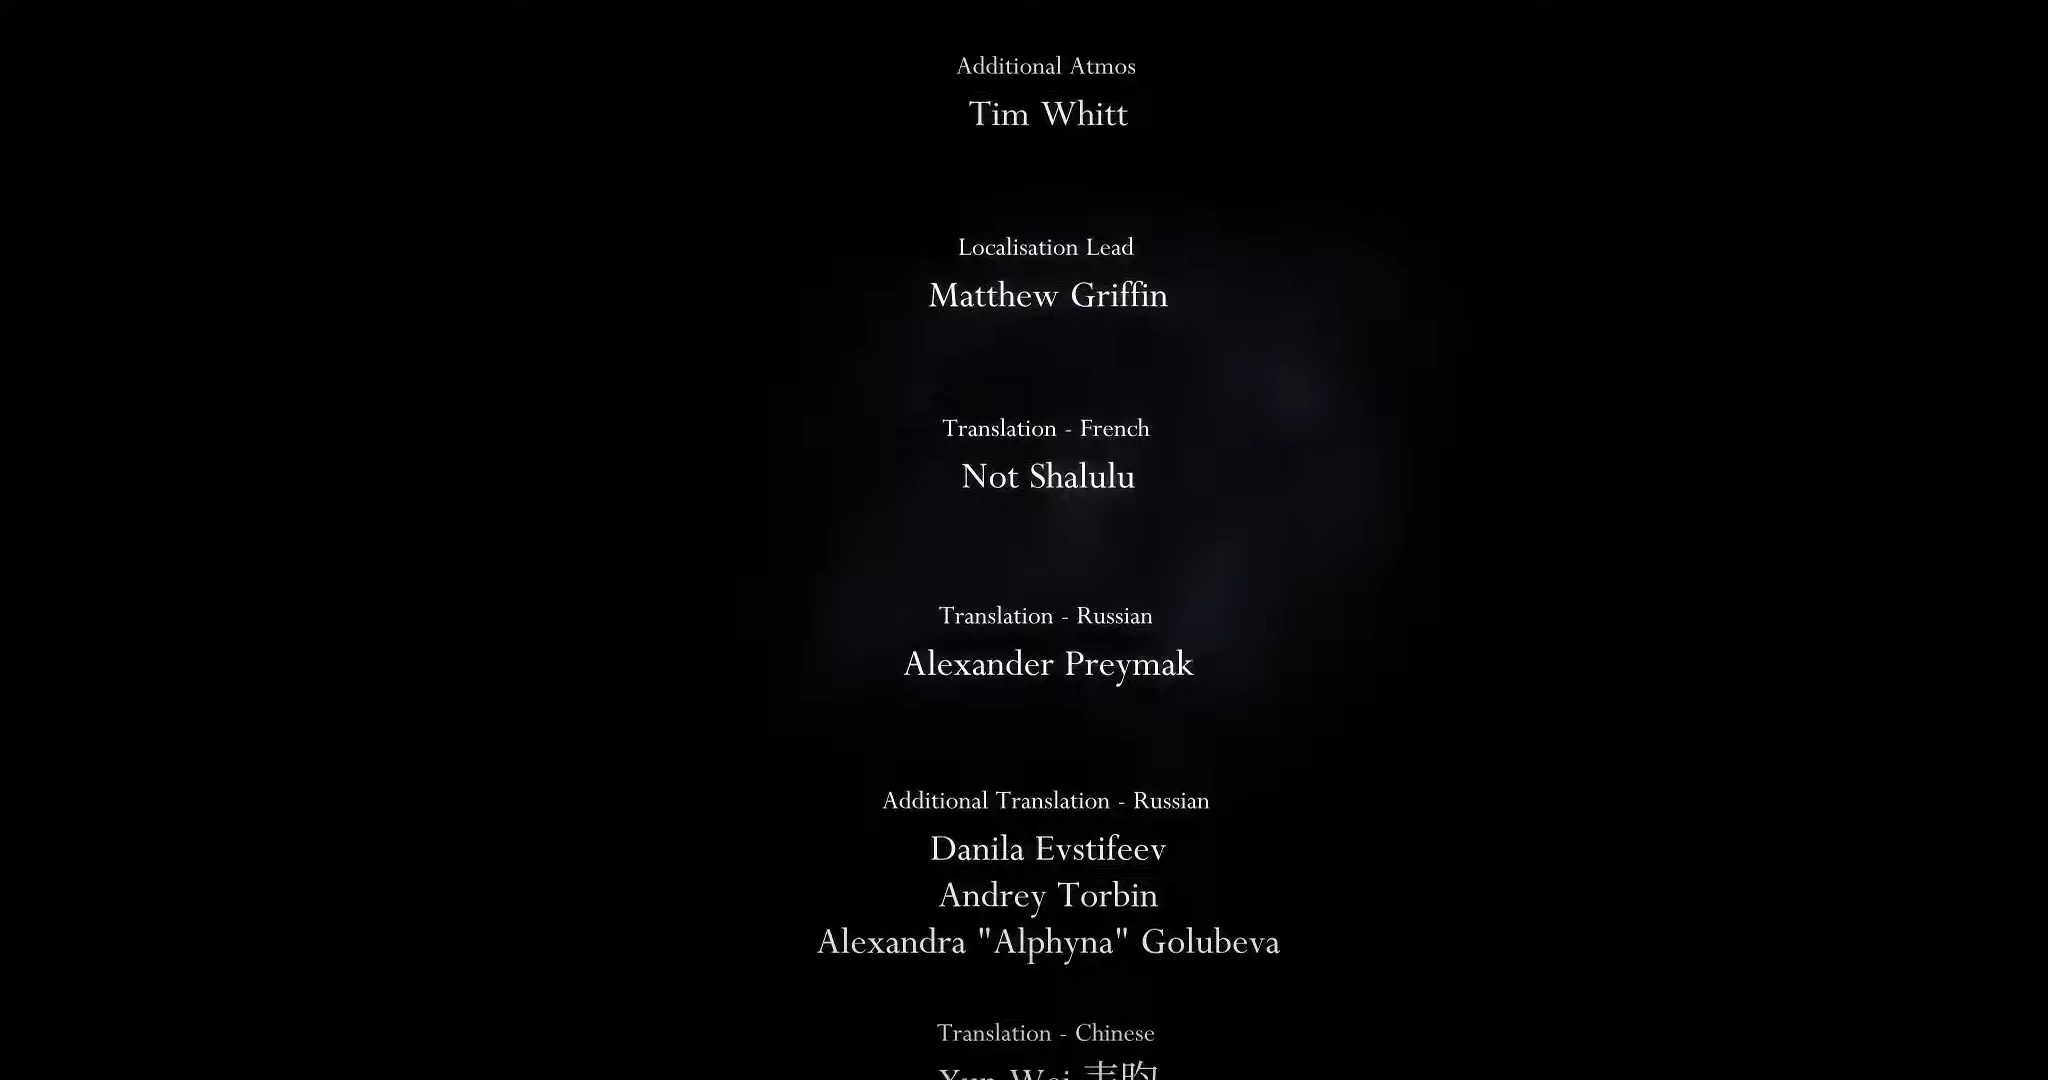 Additional Atmos
Tim Whitt
Localisation Lead
Matthew Griffin
Translation - French
Not Shalulu
Translation - Russian
Alexander Preymak
Additional Translation - Russian
Danila Evstifeev
Andrey Torbin
Alexandra "Alphyna" Golubeva
Translation - Chinese